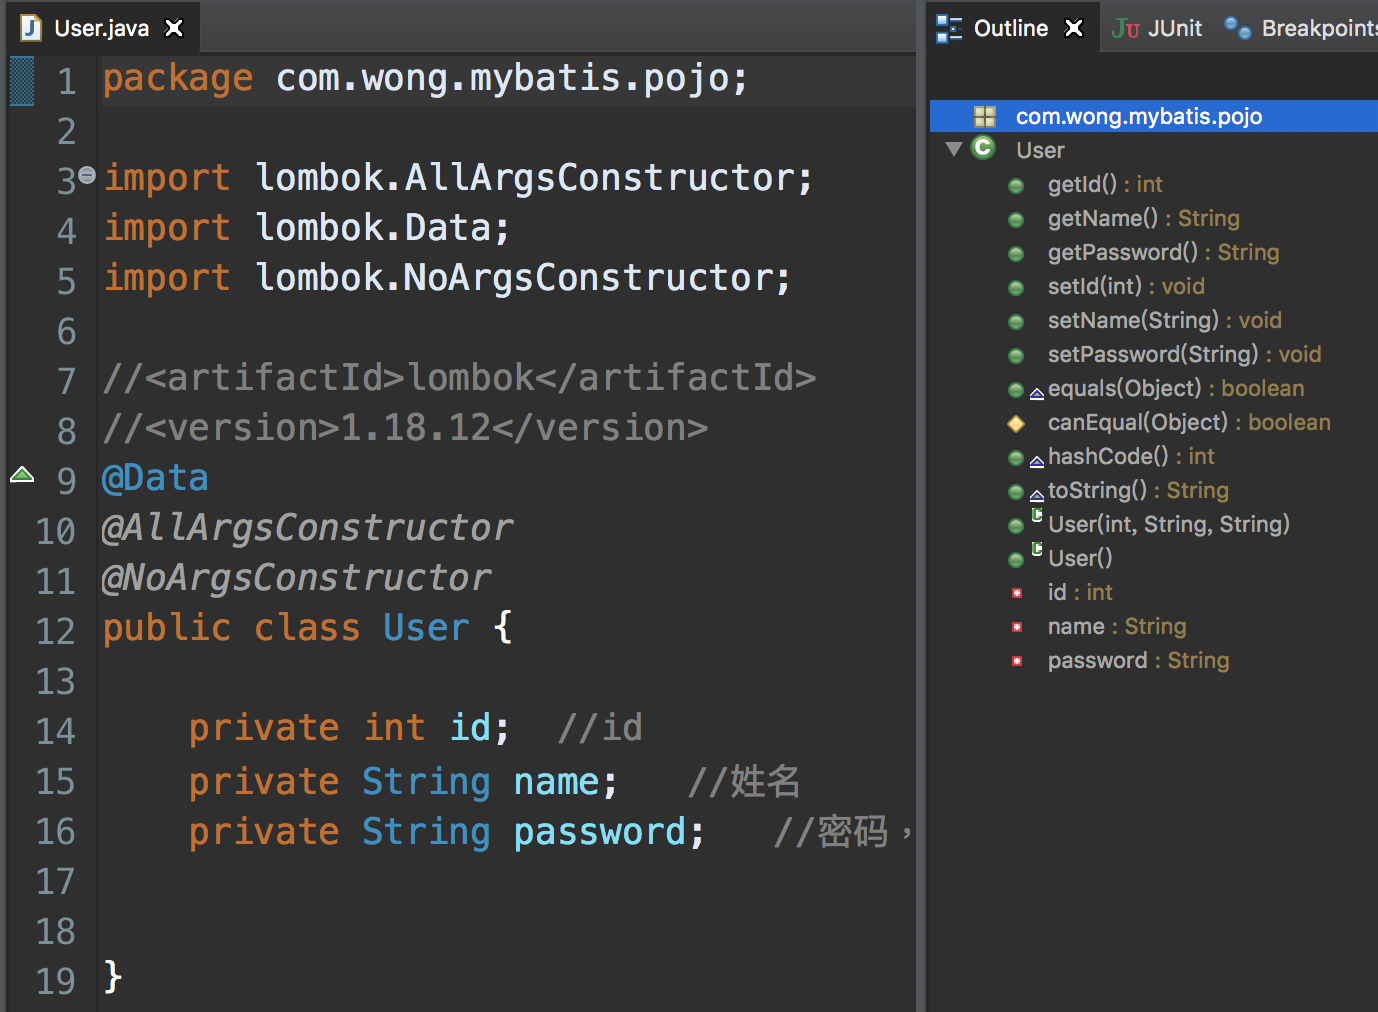 User.java
1 package com.wong.mybatis.pojo;
2
3 import lombok.AllArgsConstructor;
4 import lombok.Data;
5 import lombok.NoArgsConstructor;
6
7 //<artifactId>lombok</artifactId>
8 //<version>1.18.12</version>
9 @Data
10 @AllArgsConstructor
11 @NoArgsConstructor
12 public class User {
13
14 private int id; //id
15 private String name; //姓名
16 private String password; //密码，
17
18
19 }
Outline JUnit Breakpoints
com.wong.mybatis.pojo
User
getId() : int
getName() : String
getPassword() : String
setId(int) : void
setName(String) : void
setPassword(String) : void
equals(Object) : boolean
canEqual(Object) : boolean
hashCode() : int
toString() : String
User(int, String, String)
User()
id : int
name : String
password : String